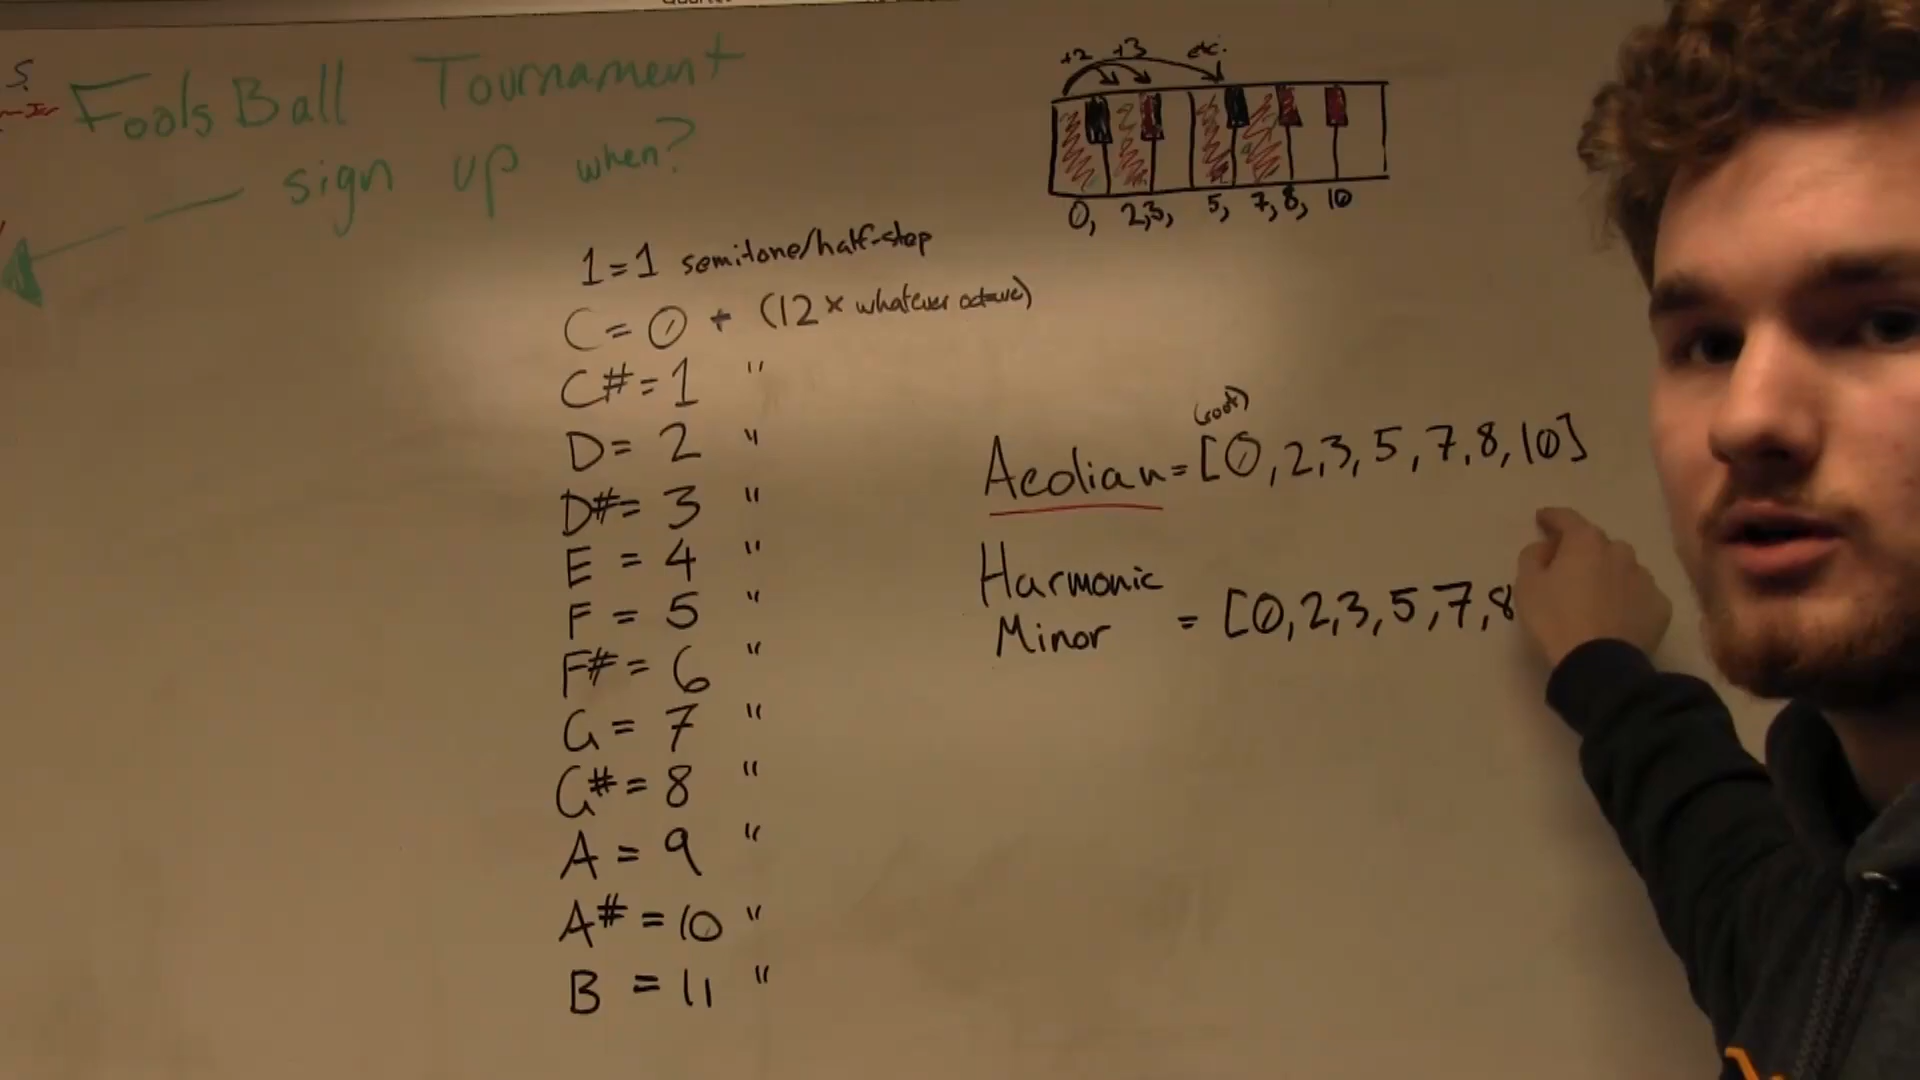 S.
Fools Ball Tournament
sign up when?
+2 +3 etc.
0, 2,3, 5, 7, 8, 10
1=1 semitone/half-step
C = 0 + (12 x whatever octave)
C# = 1 "
D = 2 "
D# = 3 "
E = 4 "
F = 5 "
F# = 6 "
G = 7 "
G# = 8 "
A = 9 "
A# = 10 "
B = 11 "
(root)
Aeolian = [0, 2, 3, 5, 7, 8, 10]
Harmonic
Minor = [0, 2, 3, 5, 7, 8